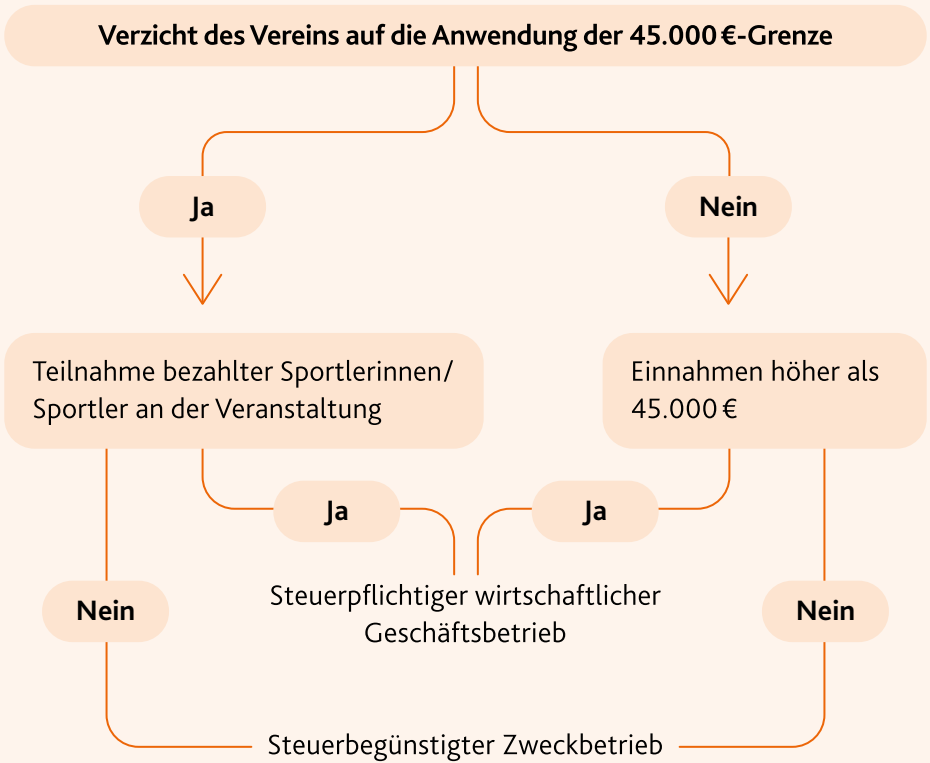 Verzicht des Vereins auf die Anwendung der 45.000 €-Grenze
Ja
Nein
Teilnahme bezahlter Sportlerinnen/
Sportler an der Veranstaltung
Einnahmen höher als
45.000 €
Ja
Ja
Steuerpflichtiger wirtschaftlicher
Geschäftsbetrieb
Nein
Nein
Steuerbegünstigter Zweckbetrieb